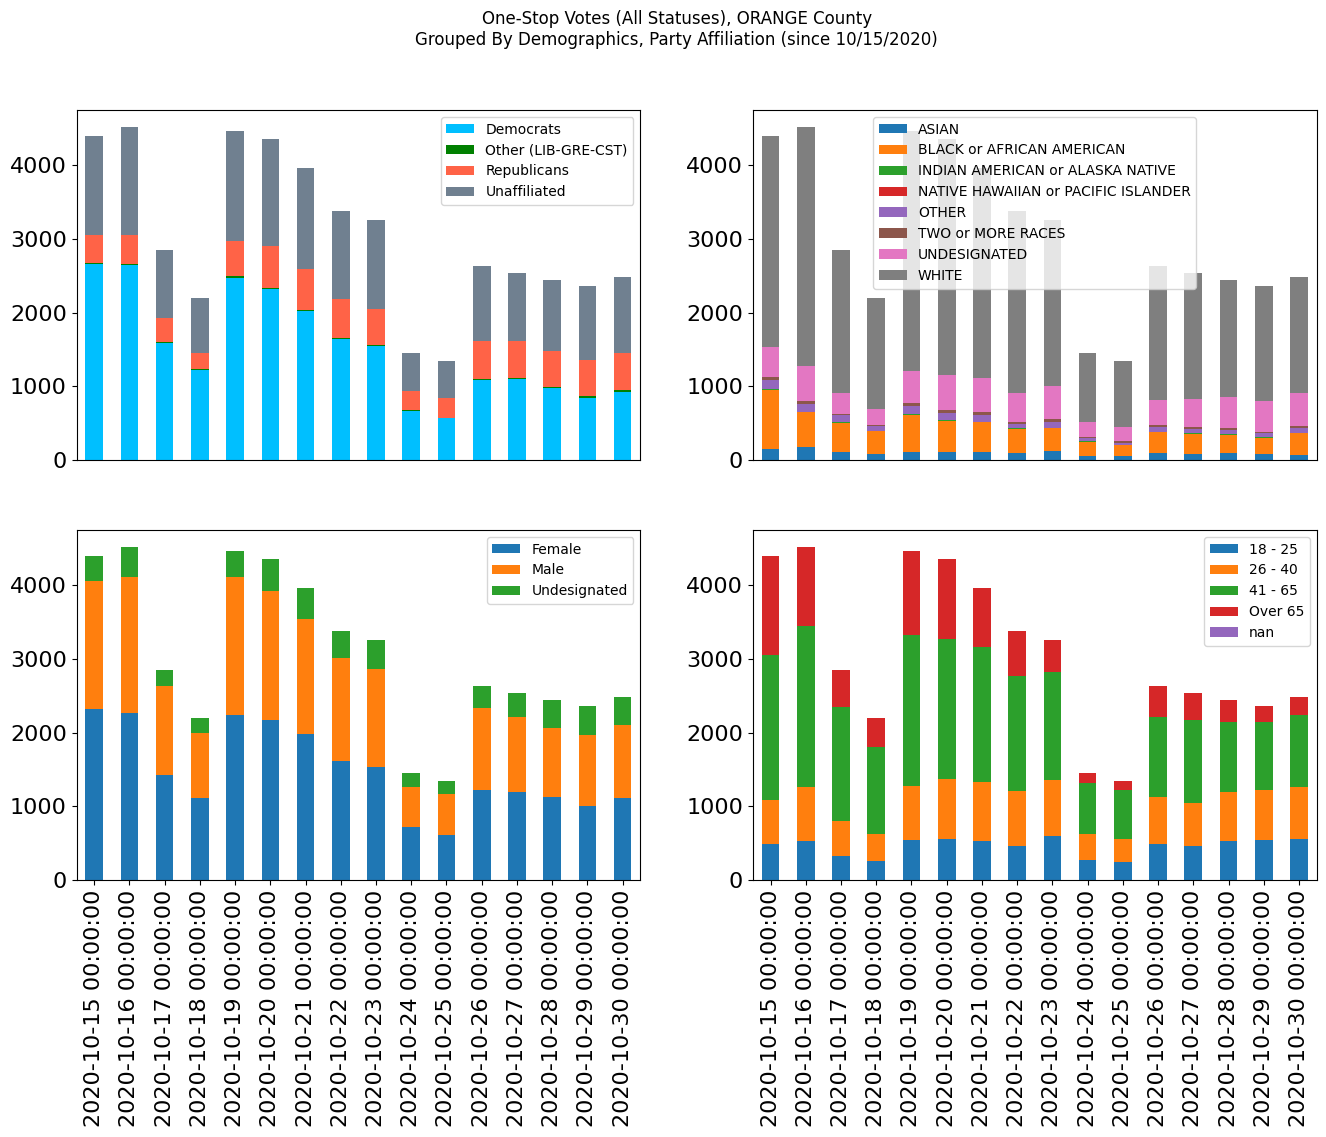 One-Stop Votes (All Statuses), ORANGE County
Grouped By Demographics, Party Affiliation (since 10/15/2020)
4000
3000
2000
1000
0
Democrats
Other (LIB-GRE-CST)
Republicans
Unaffiliated
4000
3000
2000
1000
0
ASIAN
BLACK or AFRICAN AMERICAN
INDIAN AMERICAN or ALASKA NATIVE
NATIVE HAWAIIAN or PACIFIC ISLANDER
OTHER
TWO or MORE RACES
UNDESIGNATED
WHITE
4000
3000
2000
1000
0
Female
Male
Undesignated
2020-10-15 00:00:00
2020-10-16 00:00:00
2020-10-17 00:00:00
2020-10-18 00:00:00
2020-10-19 00:00:00
2020-10-20 00:00:00
2020-10-21 00:00:00
2020-10-22 00:00:00
2020-10-23 00:00:00
2020-10-24 00:00:00
2020-10-25 00:00:00
2020-10-26 00:00:00
2020-10-27 00:00:00
2020-10-28 00:00:00
2020-10-29 00:00:00
2020-10-30 00:00:00
4000
3000
2000
1000
0
18 - 25
26 - 40
41 - 65
Over 65
nan
2020-10-15 00:00:00
2020-10-16 00:00:00
2020-10-17 00:00:00
2020-10-18 00:00:00
2020-10-19 00:00:00
2020-10-20 00:00:00
2020-10-21 00:00:00
2020-10-22 00:00:00
2020-10-23 00:00:00
2020-10-24 00:00:00
2020-10-25 00:00:00
2020-10-26 00:00:00
2020-10-27 00:00:00
2020-10-28 00:00:00
2020-10-29 00:00:00
2020-10-30 00:00:00